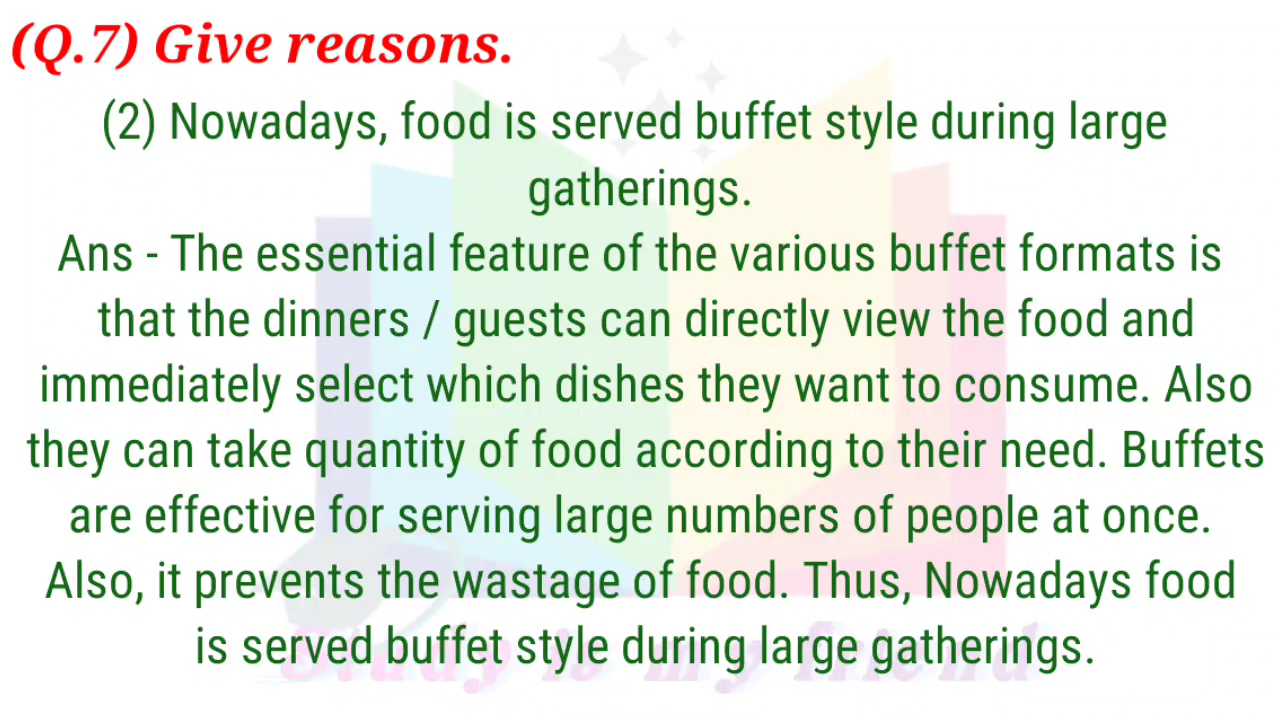 (Q.7) Give reasons.
(2) Nowadays, food is served buffet style during large
gatherings.
Ans - The essential feature of the various buffet formats is
that the dinners / guests can directly view the food and
immediately select which dishes they want to consume. Also
they can take quantity of food according to their need. Buffets
are effective for serving large numbers of people at once.
Also, it prevents the wastage of food. Thus, Nowadays food
is served buffet style during large gatherings.
Study is my friend